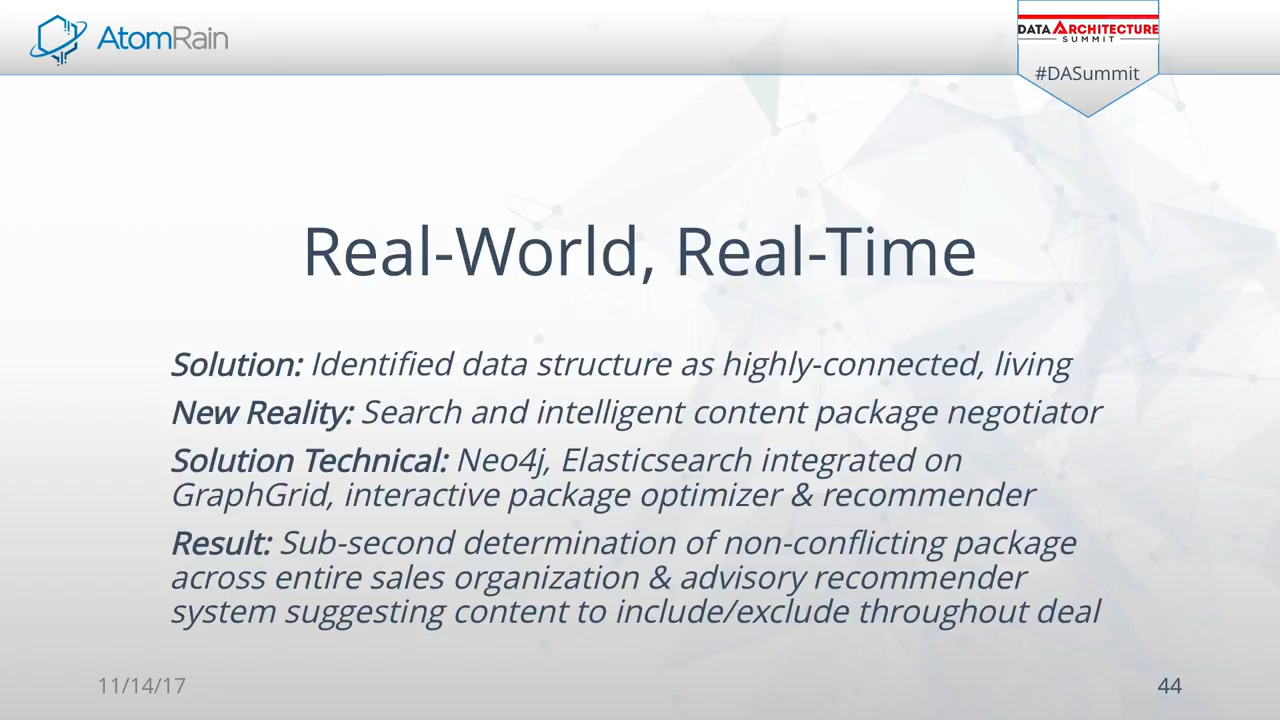 AtomRain
DATA ARCHITECTURE
SUMMIT
#DASummit
Real-World, Real-Time
Solution: Identified data structure as highly-connected, living
New Reality: Search and intelligent content package negotiator
Solution Technical: Neo4j, Elasticsearch integrated on
GraphGrid, interactive package optimizer & recommender
Result: Sub-second determination of non-conflicting package
across entire sales organization & advisory recommender
system suggesting content to include/exclude throughout deal
11/14/17
44